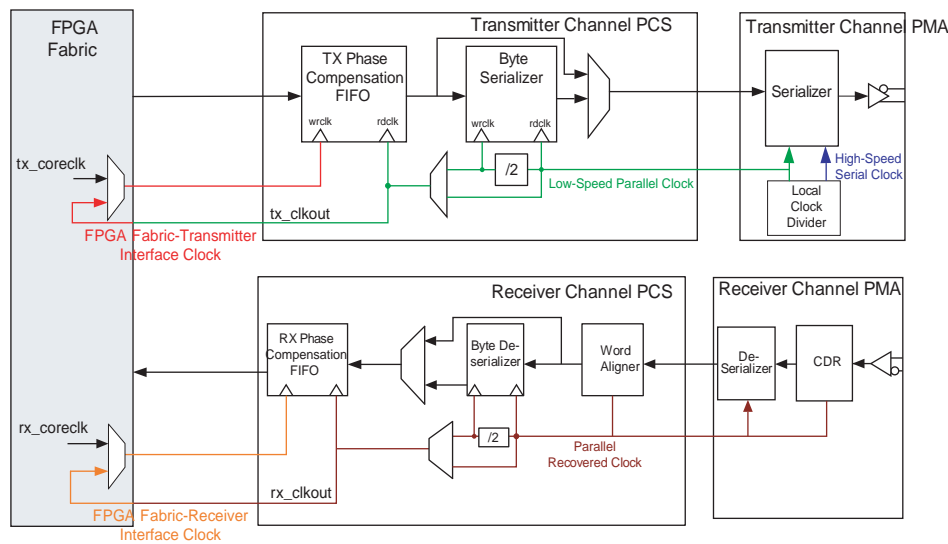 FPGA
Fabric
Transmitter Channel PCS
Transmitter Channel PMA
TX Phase
Compensation
FIFO
wrclk
rdclk
Byte
Serializer
wrclk
rdclk
Serializer
/2
tx_coreclk
tx_clkout
Low-Speed Parallel Clock
High-Speed
Serial Clock
Local
Clock
Divider
FPGA Fabric-Transmitter
Interface Clock
Receiver Channel PCS
Receiver Channel PMA
RX Phase
Compensation
FIFO
Byte De-
serializer
Word
Aligner
De-
Serializer
CDR
/2
rx_coreclk
rx_clkout
Parallel
Recovered Clock
FPGA Fabric-Receiver
Interface Clock